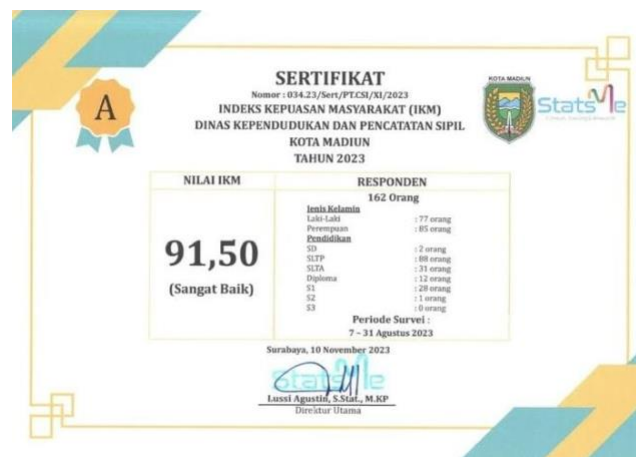 A
SERTIFIKAT
Nomor : 034.23/Sert/PT.CSI/XI/2023
INDEKS KEPUASAN MASYARAKAT (IKM)
DINAS KEPENDUDUKAN DAN PENCATATAN SIPIL
KOTA MADIUN
TAHUN 2023
KOTA MADIUN
StatsMe
NILAI IKM
91,50
(Sangat Baik)
RESPONDEN
162 Orang
Jenis Kelamin
Laki-Laki : 77 orang
Perempuan : 85 orang
Pendidikan
SD : 2 orang
SLTP : 88 orang
SLTA : 31 orang
Diploma : 12 orang
S1 : 28 orang
S2 : 1 orang
S3 : 0 orang
Periode Survei :
7 – 31 Agustus 2023
Surabaya, 10 November 2023
StatsMe
Lussi Agustin, S.Stat., M.KP
Direktur Utama